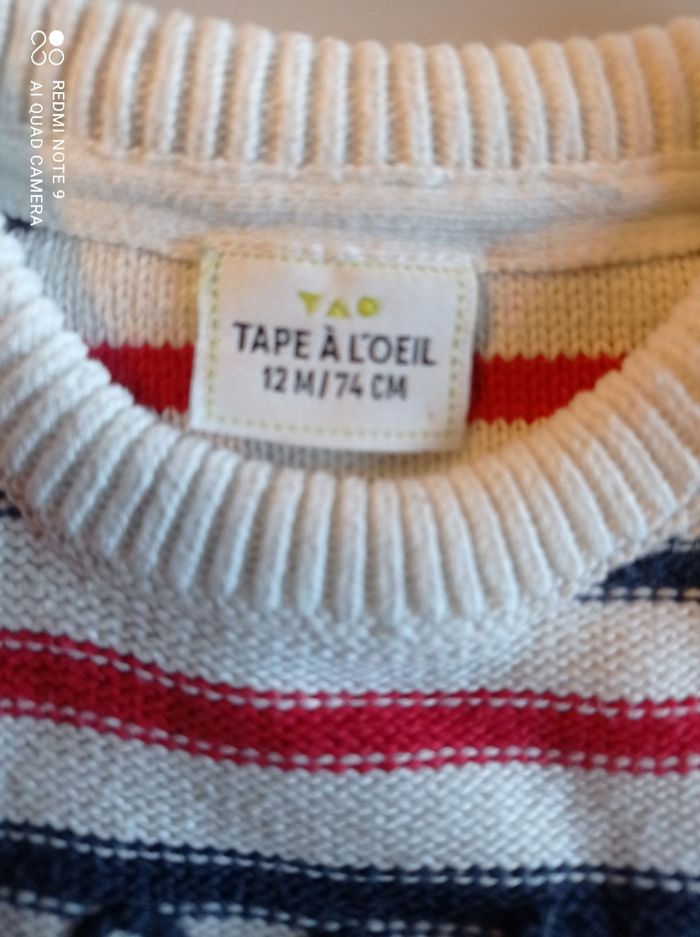 REDMI NOTE 9
AI QUAD CAMERA
TAO
TAPE À L'OEIL
12 M/74 CM